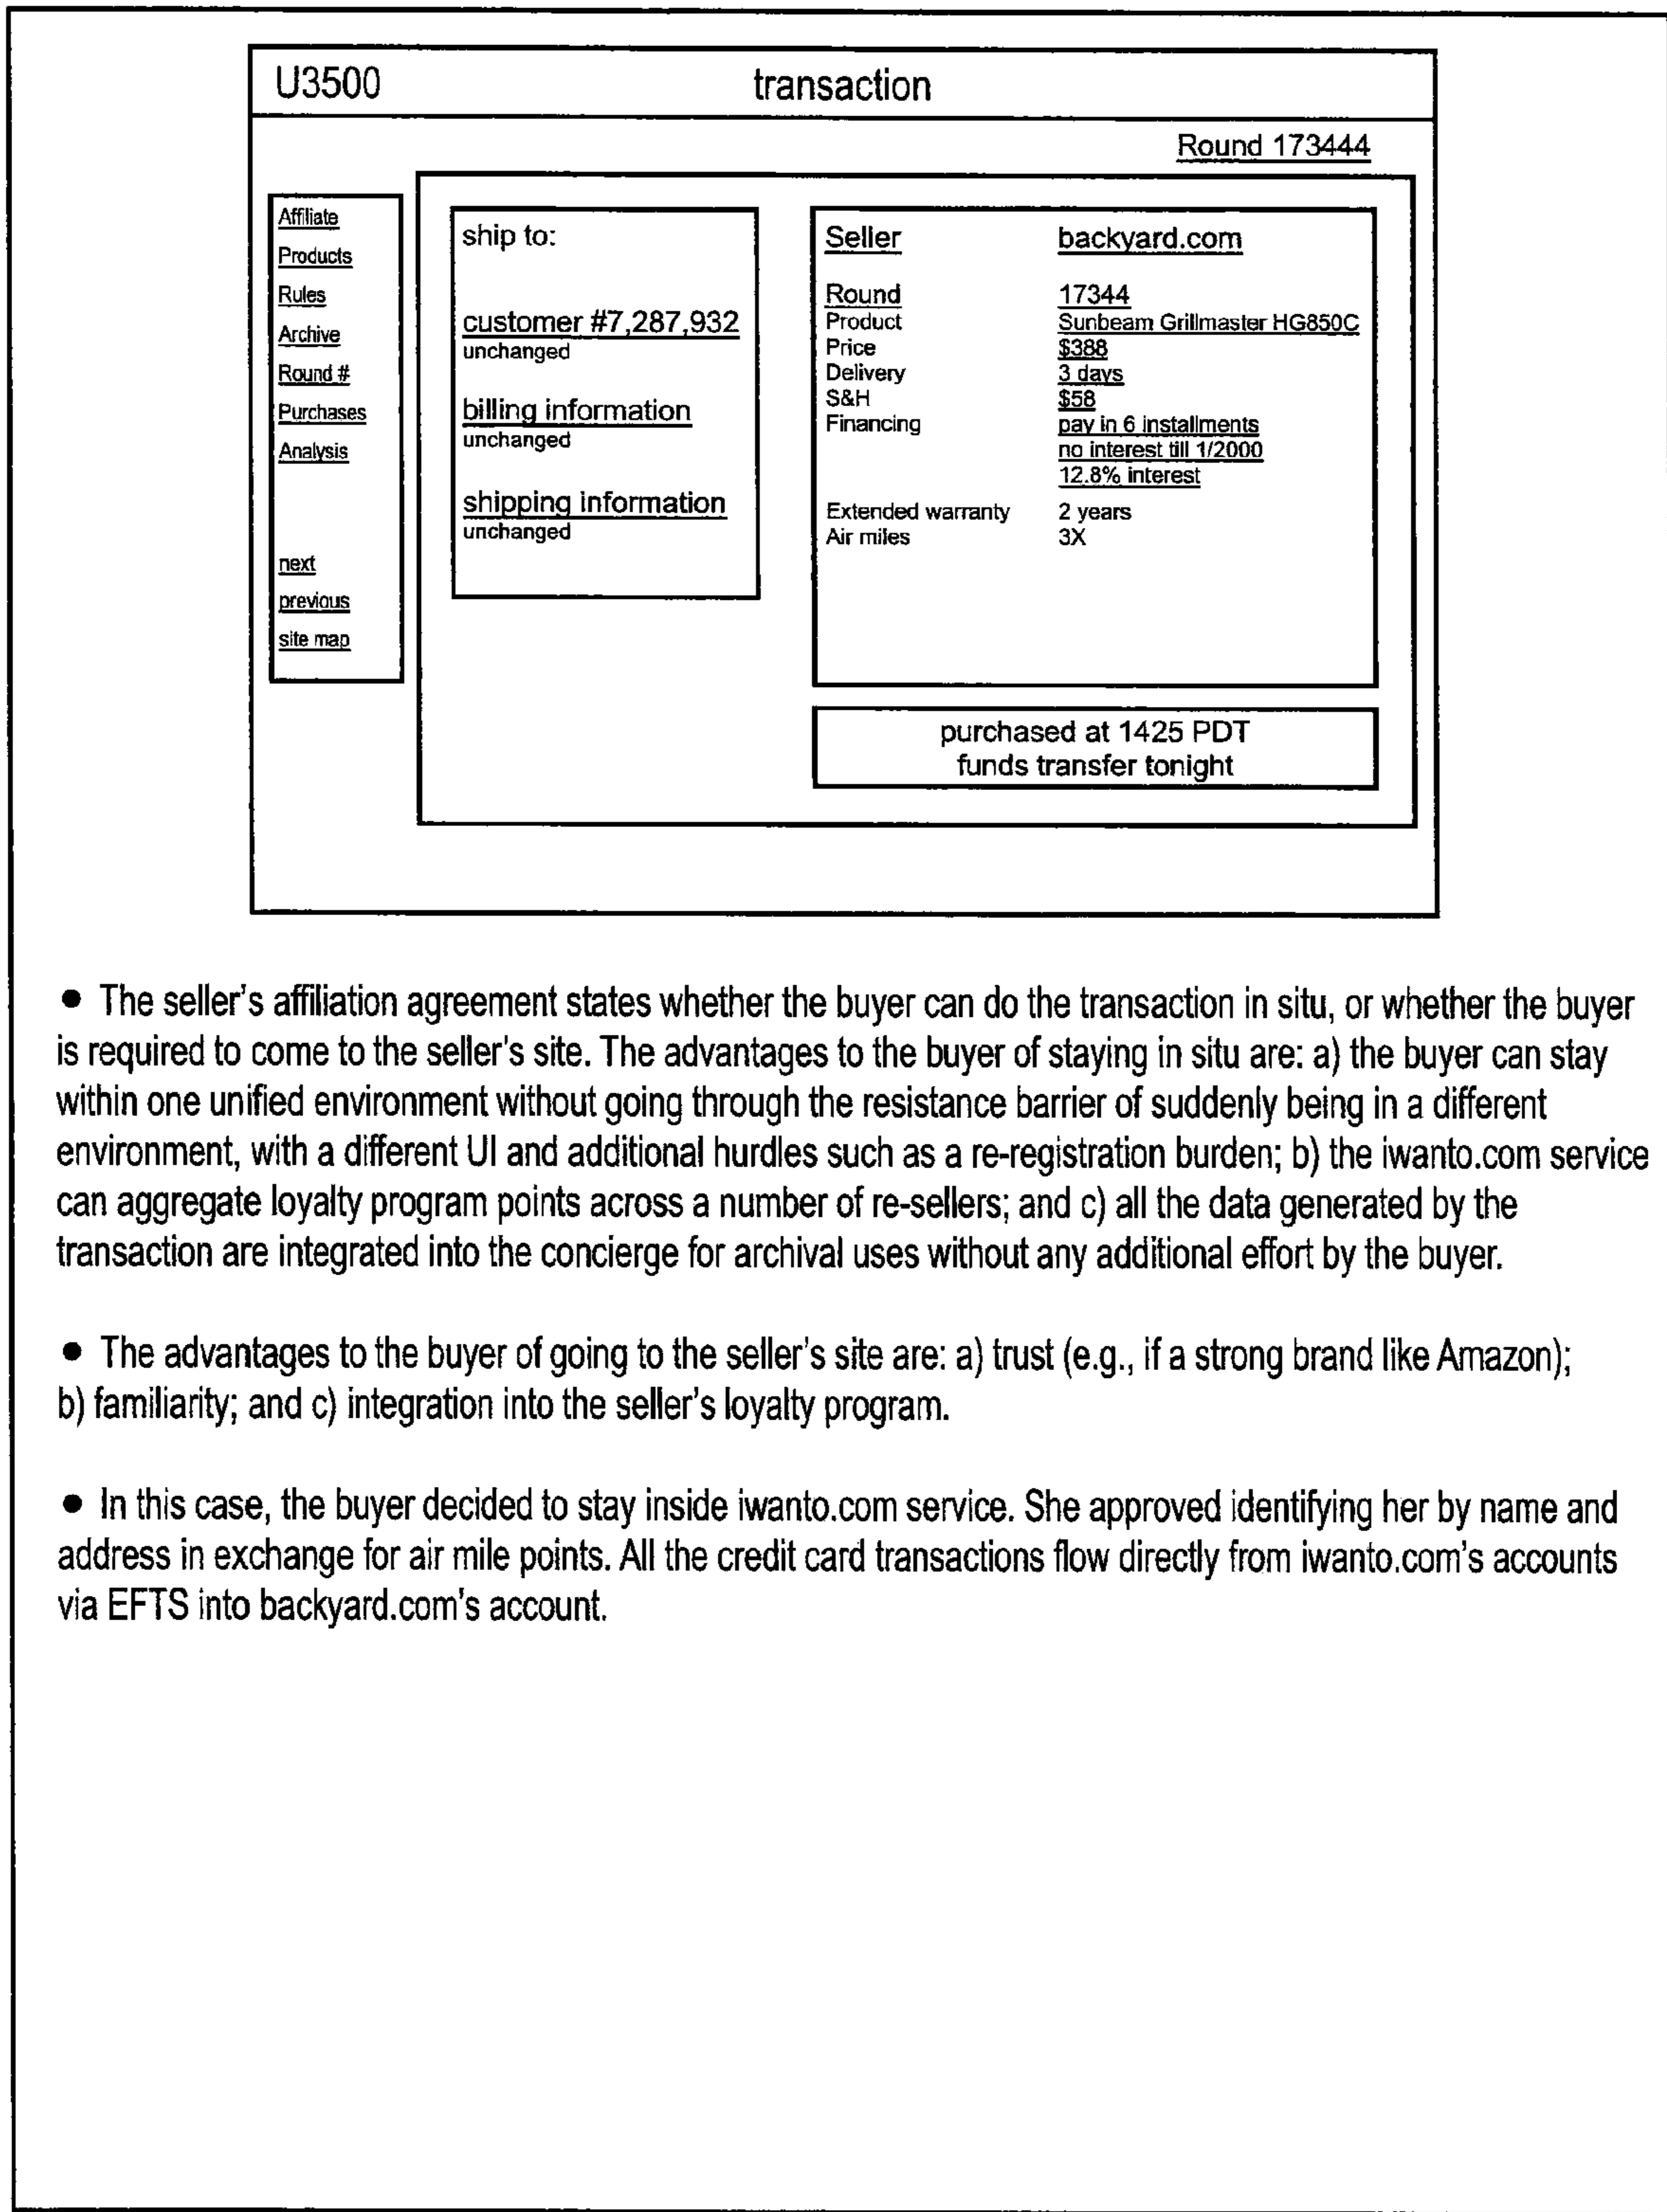 U3500 transaction
Round 173444
Affiliate
Products
Rules
Archive
Round #
Purchases
Analysis
next
previous
site map
ship to:
customer #7,287,932
unchanged
billing information
unchanged
shipping information
unchanged
Seller backyard.com
Round 17344
Product Sunbeam Grillmaster HG850C
Price $388
Delivery 3 days
S&H $58
Financing pay in 6 installments
no interest till 1/2000
12.8% interest
Extended warranty 2 years
Air miles 3X
purchased at 1425 PDT
funds transfer tonight
• The seller's affiliation agreement states whether the buyer can do the transaction in situ, or whether the buyer
is required to come to the seller's site. The advantages to the buyer of staying in situ are: a) the buyer can stay
within one unified environment without going through the resistance barrier of suddenly being in a different
environment, with a different UI and additional hurdles such as a re-registration burden; b) the iwanto.com service
can aggregate loyalty program points across a number of re-sellers; and c) all the data generated by the
transaction are integrated into the concierge for archival uses without any additional effort by the buyer.
• The advantages to the buyer of going to the seller's site are: a) trust (e.g., if a strong brand like Amazon);
b) familiarity; and c) integration into the seller's loyalty program.
• In this case, the buyer decided to stay inside iwanto.com service. She approved identifying her by name and
address in exchange for air mile points. All the credit card transactions flow directly from iwanto.com's accounts
via EFTS into backyard.com's account.